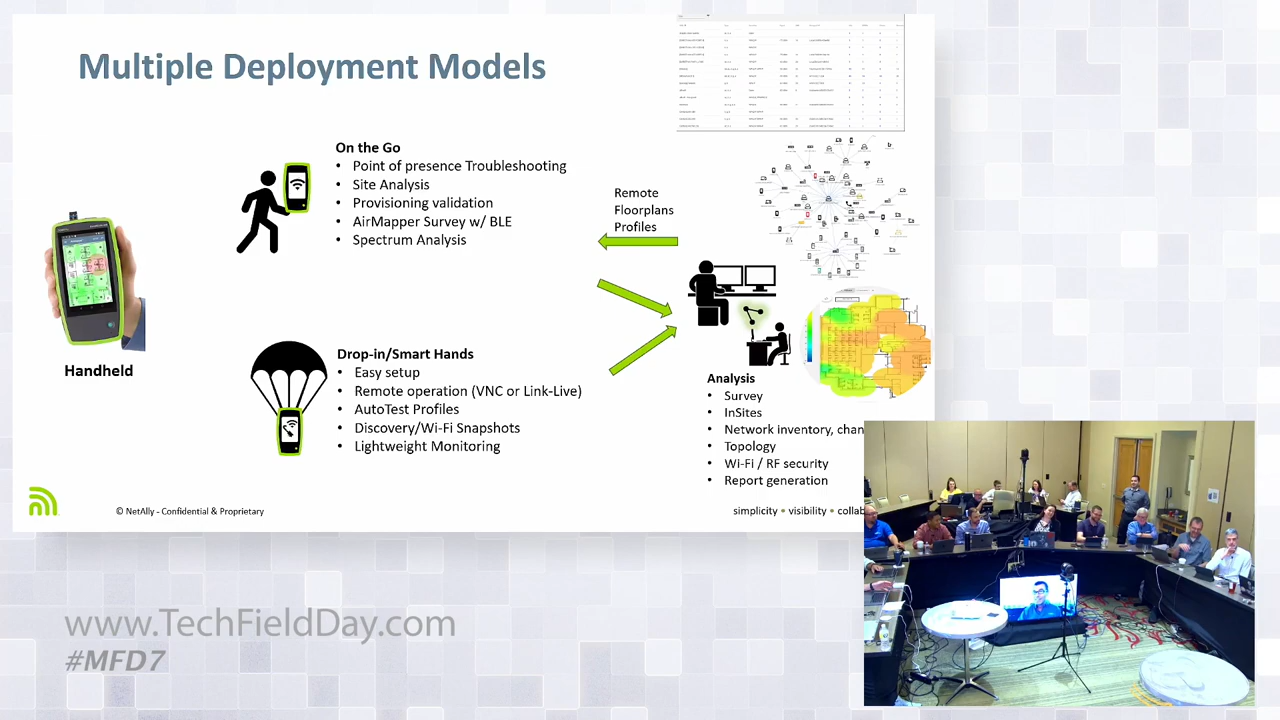 Multiple Deployment Models
On the Go
• Point of presence Troubleshooting
• Site Analysis
• Provisioning validation
• AirMapper survey w/ BLE
• Spectrum Analysis
Remote
Floorplans
Profiles
Handheld
Drop-in/Smart Hands
• Easy setup
• Remote operation (VNC or Link-Live)
• AutoTest Profiles
• Discovery/Wi-Fi Snapshots
• Lightweight Monitoring
Analysis
• Survey
• InSites
• Network inventory, chan
• Topology
• Wi-Fi / RF security
• Report generation
© NetAlly - Confidential & Proprietary
simplicity • visibility • collab
www.TechFieldDay.com
#MFD7